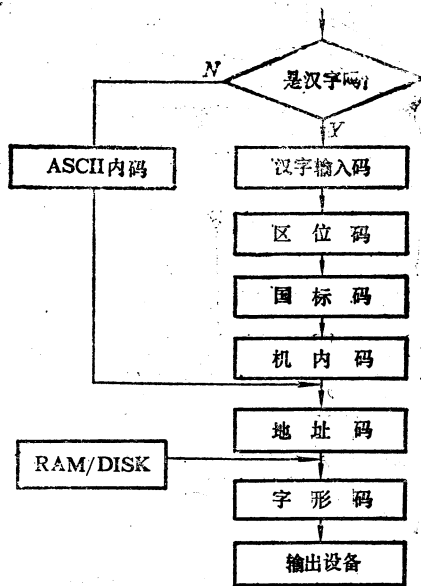 是汉字吗?
N
Y
ASCII内码
汉字输入码
区位码
国标码
机内码
地址码
RAM/DISK
字形码
输出设备